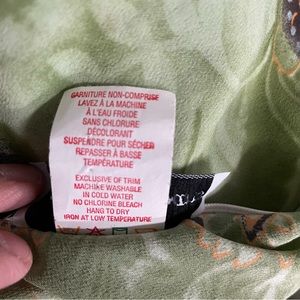 GARNITURE NON-COMPRISE
LAVEZ À LA MACHINE
À L'EAU FROIDE
SANS CHLORURE
DÉCOLORANT
SUSPENDRE POUR SÉCHER
REPASSER À BASSE
TEMPÉRATURE
EXCLUSIVE OF TRIM
MACHINE WASHABLE
IN COLD WATER
NO CHLORINE BLEACH
HANG TO DRY
IRON AT LOW TEMPERATURE